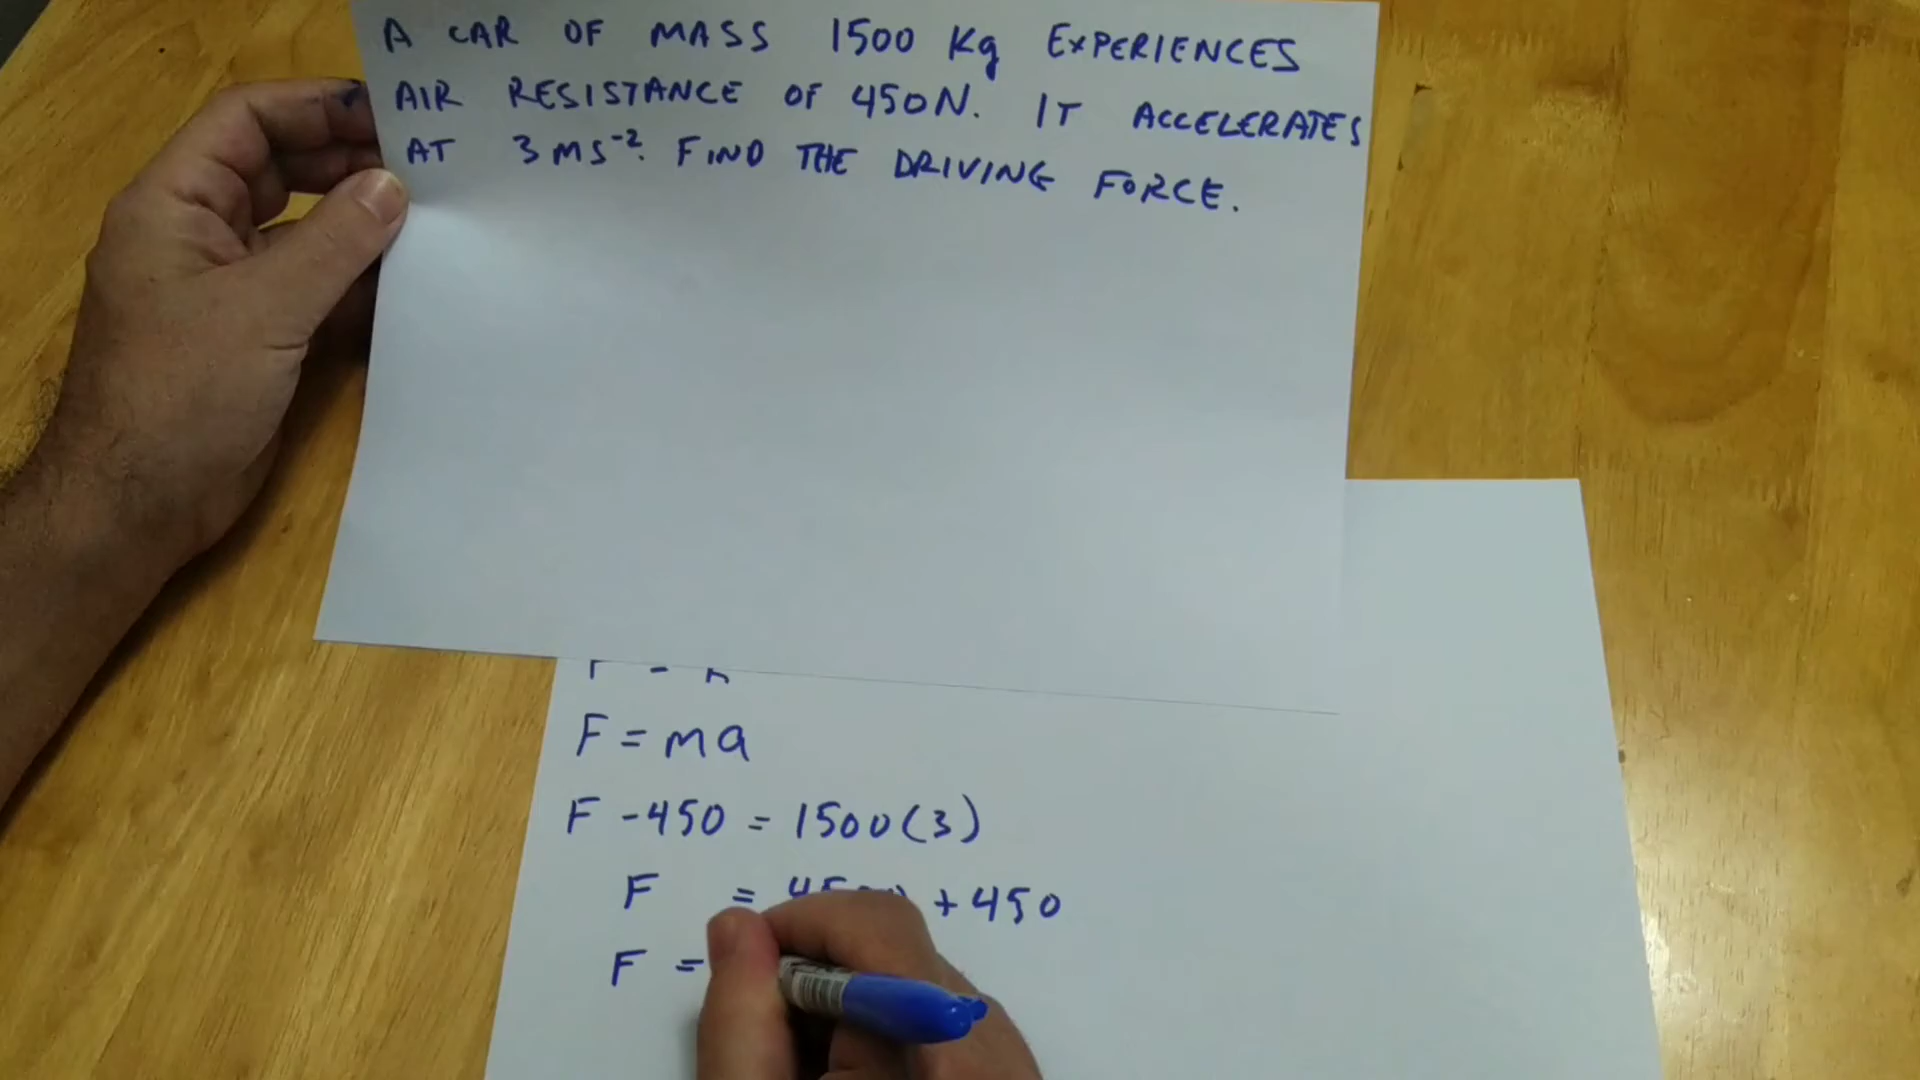 A CAR OF MASS 1500 Kg EXPERIENCES
AIR RESISTANCE OF 450N. IT ACCELERATES
AT 3 MS⁻². FIND THE DRIVING FORCE.
F = ma
F - 450 = 1500(3)
F = + 450
F =